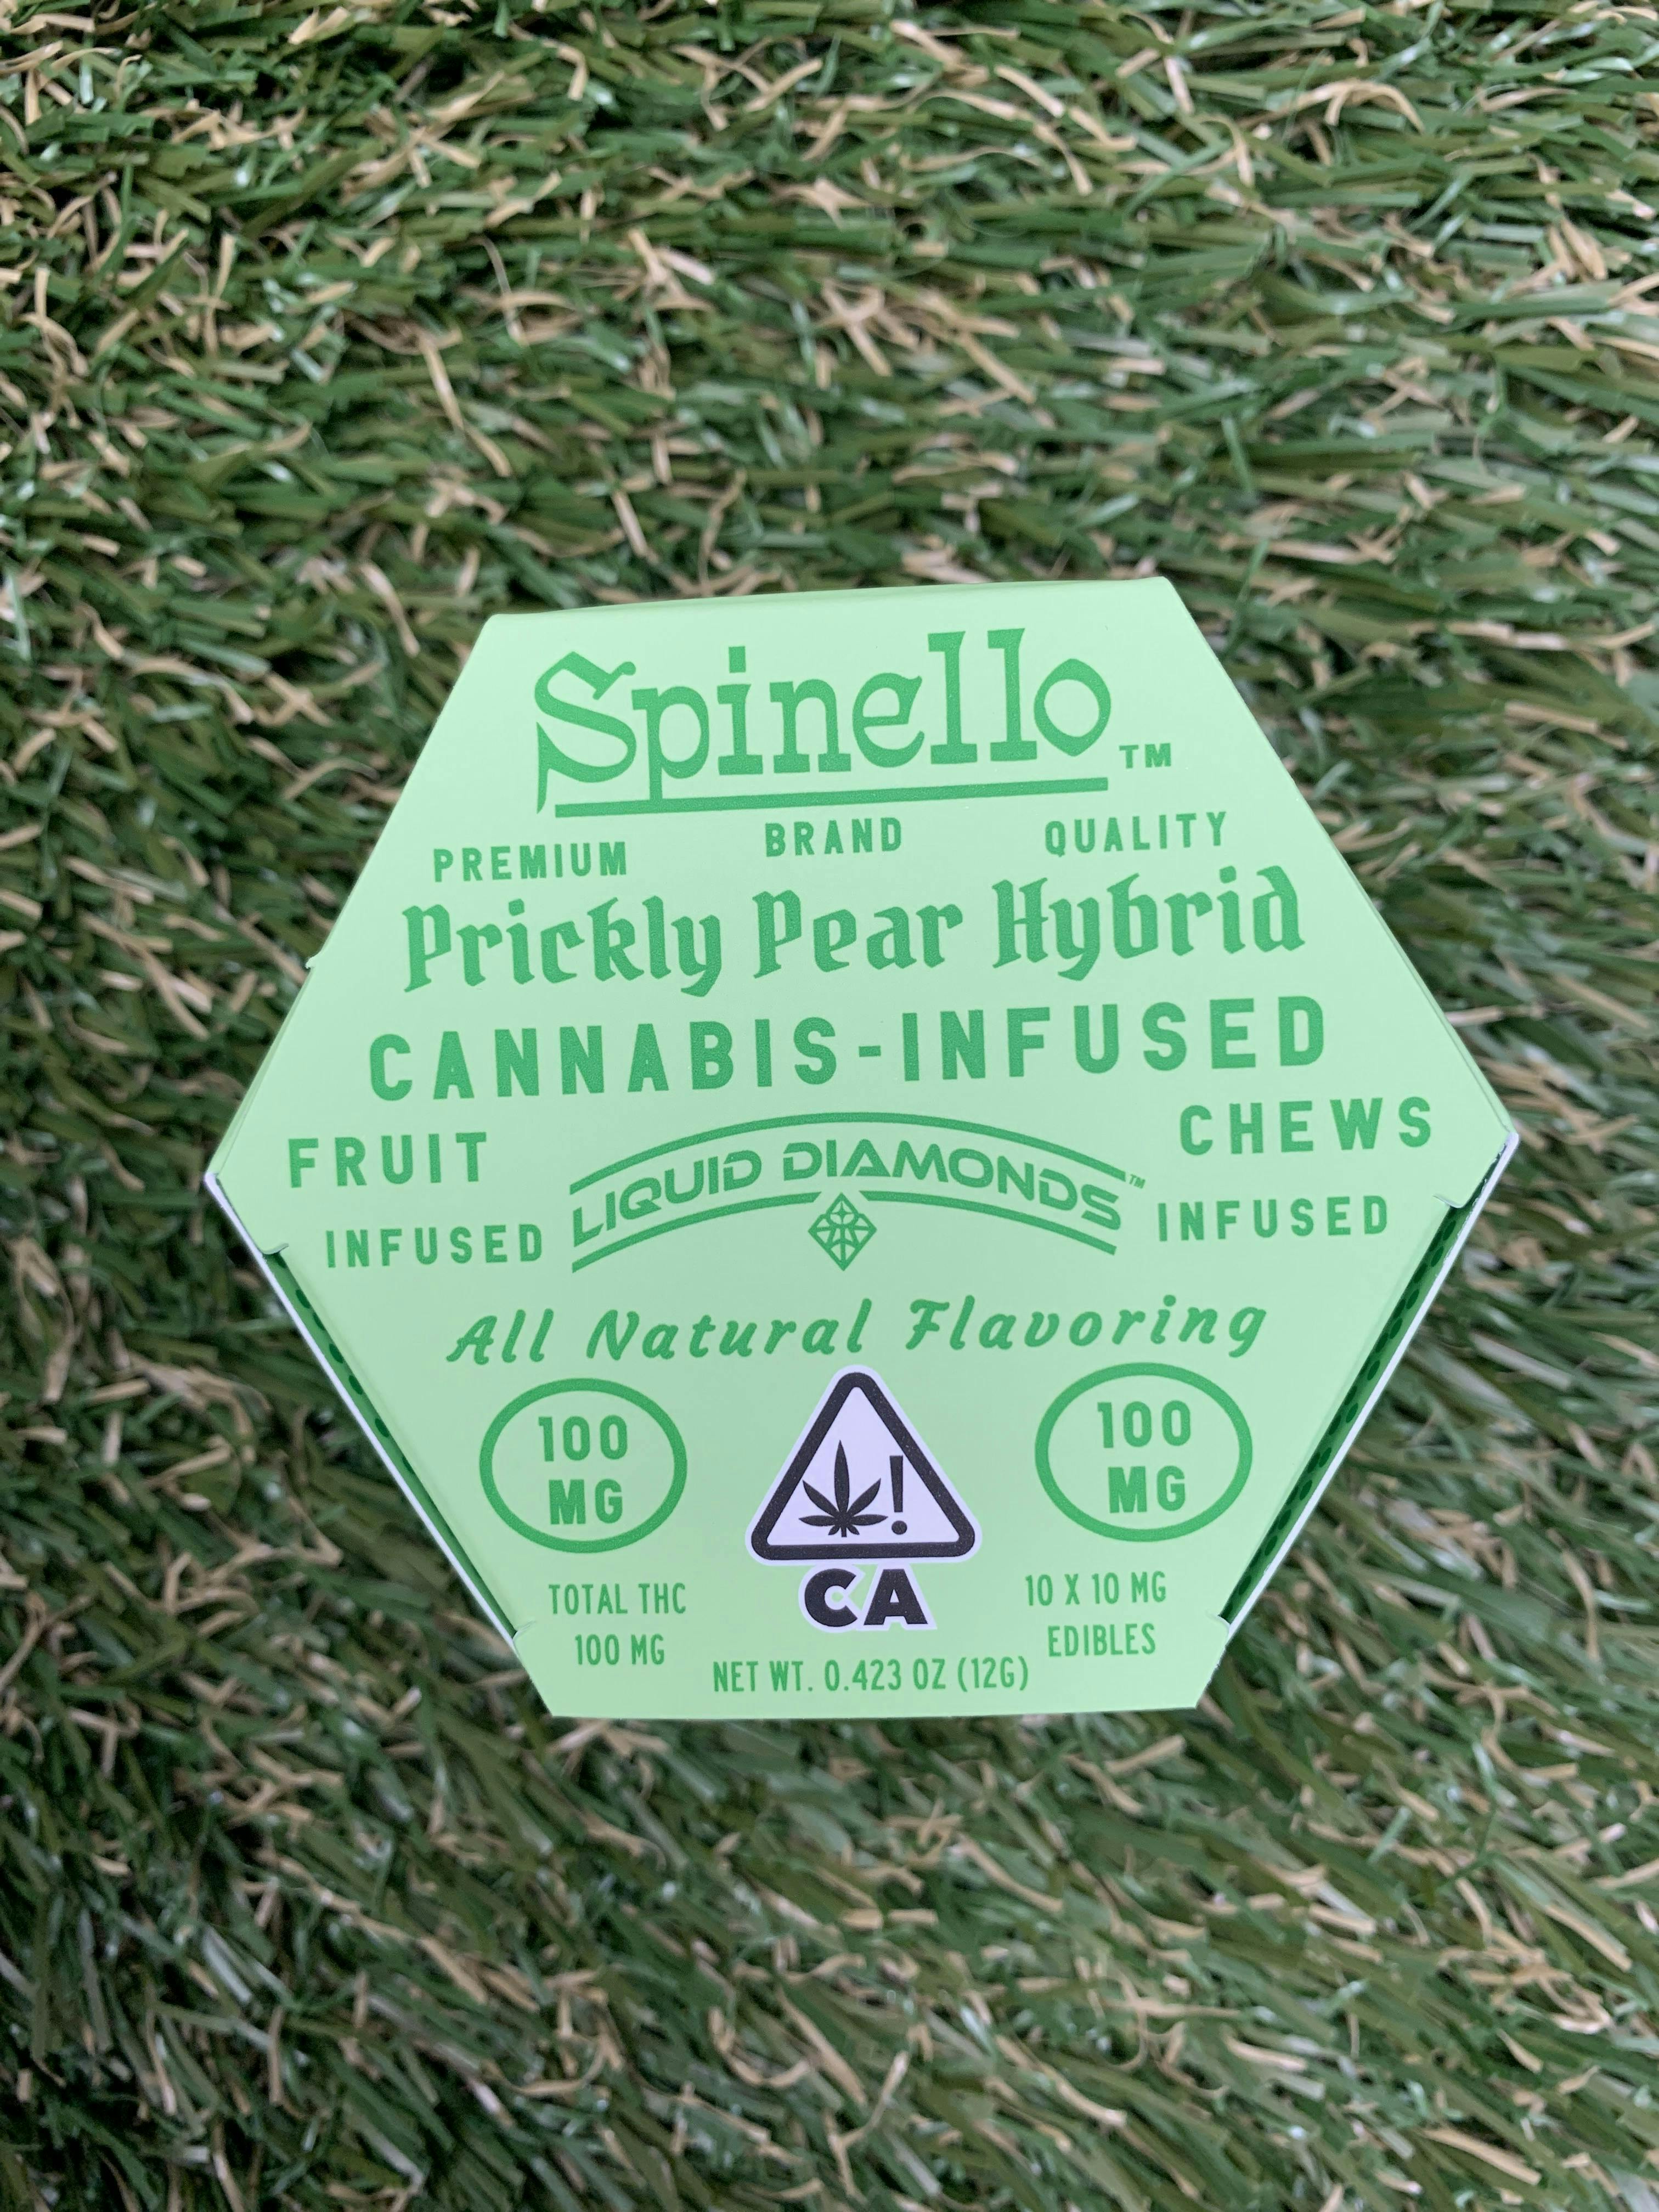 Spinello™
PREMIUM BRAND QUALITY
Prickly Pear Hybrid
CANNABIS-INFUSED
FRUIT CHEWS
INFUSED LIQUID DIAMONDS™ INFUSED
All Natural Flavoring
100 MG
100 MG
!
CA
TOTAL THC
100 MG
10 X 10 MG
EDIBLES
NET WT. 0.423 OZ (12G)